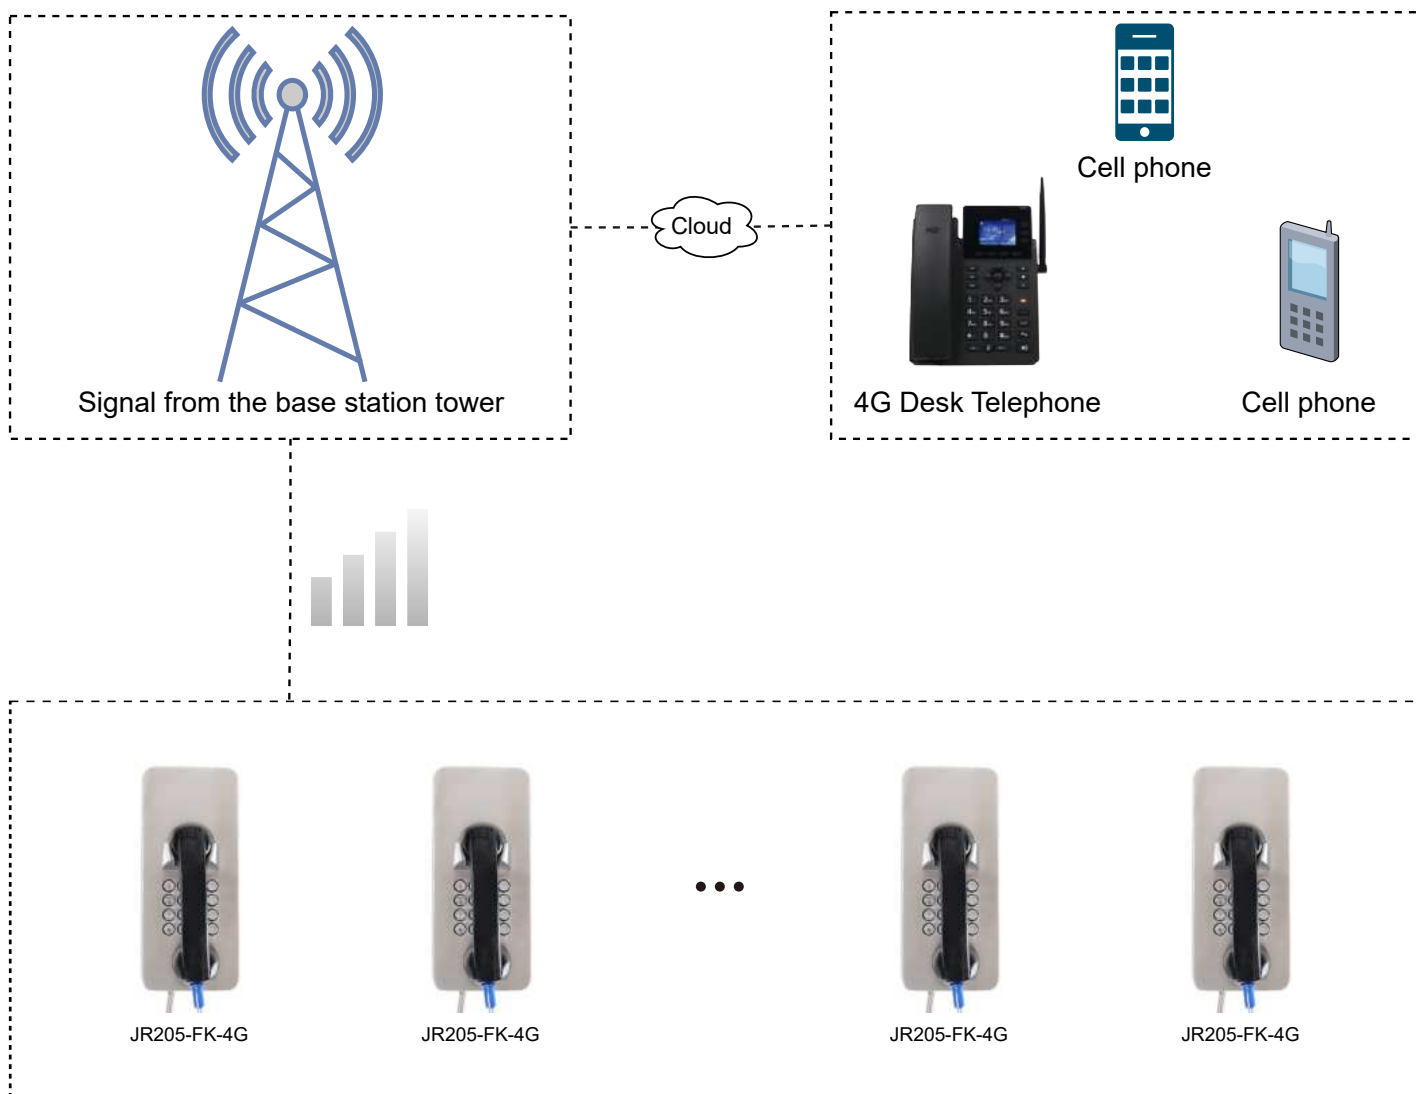 Cell phone
Cloud
Signal from the base station tower
4G Desk Telephone
Cell phone
JR205-FK-4G
JR205-FK-4G
JR205-FK-4G
JR205-FK-4G